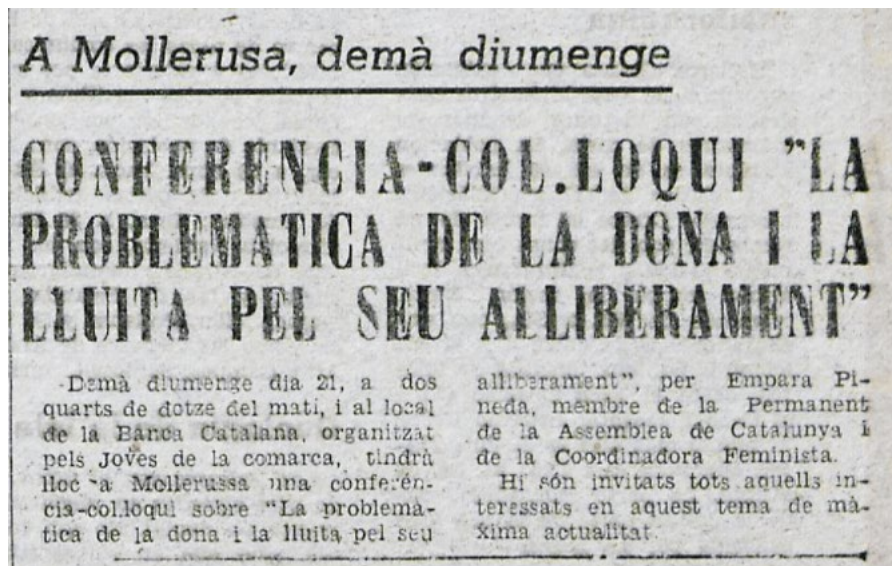 A Mollerusa, demà diumenge
CONFERENCIA-COL.LOQUI "LA
PROBLEMATICA DE LA DONA I LA
LLUITA PEL SEU ALLIBERAMENT"
Demà diumenge dia 21, a dos
quarts de dotze del mati, i al local
de la Banca Catalana, organitzat
pels Joves de la comarca, tindrà
lloc a Mollerussa una conferén-
cia-col.loqui sobre "La problemà-
tica de la dona i la lluita pel seu
alliberament", per Empara Pi-
neda, membre de la Permanent
de la Assemblea de Catalunya i
de la Coordinadora Feminista.
Hi són invitats tots aquells in-
teressats en aquest tema de mà-
xima actualitat.